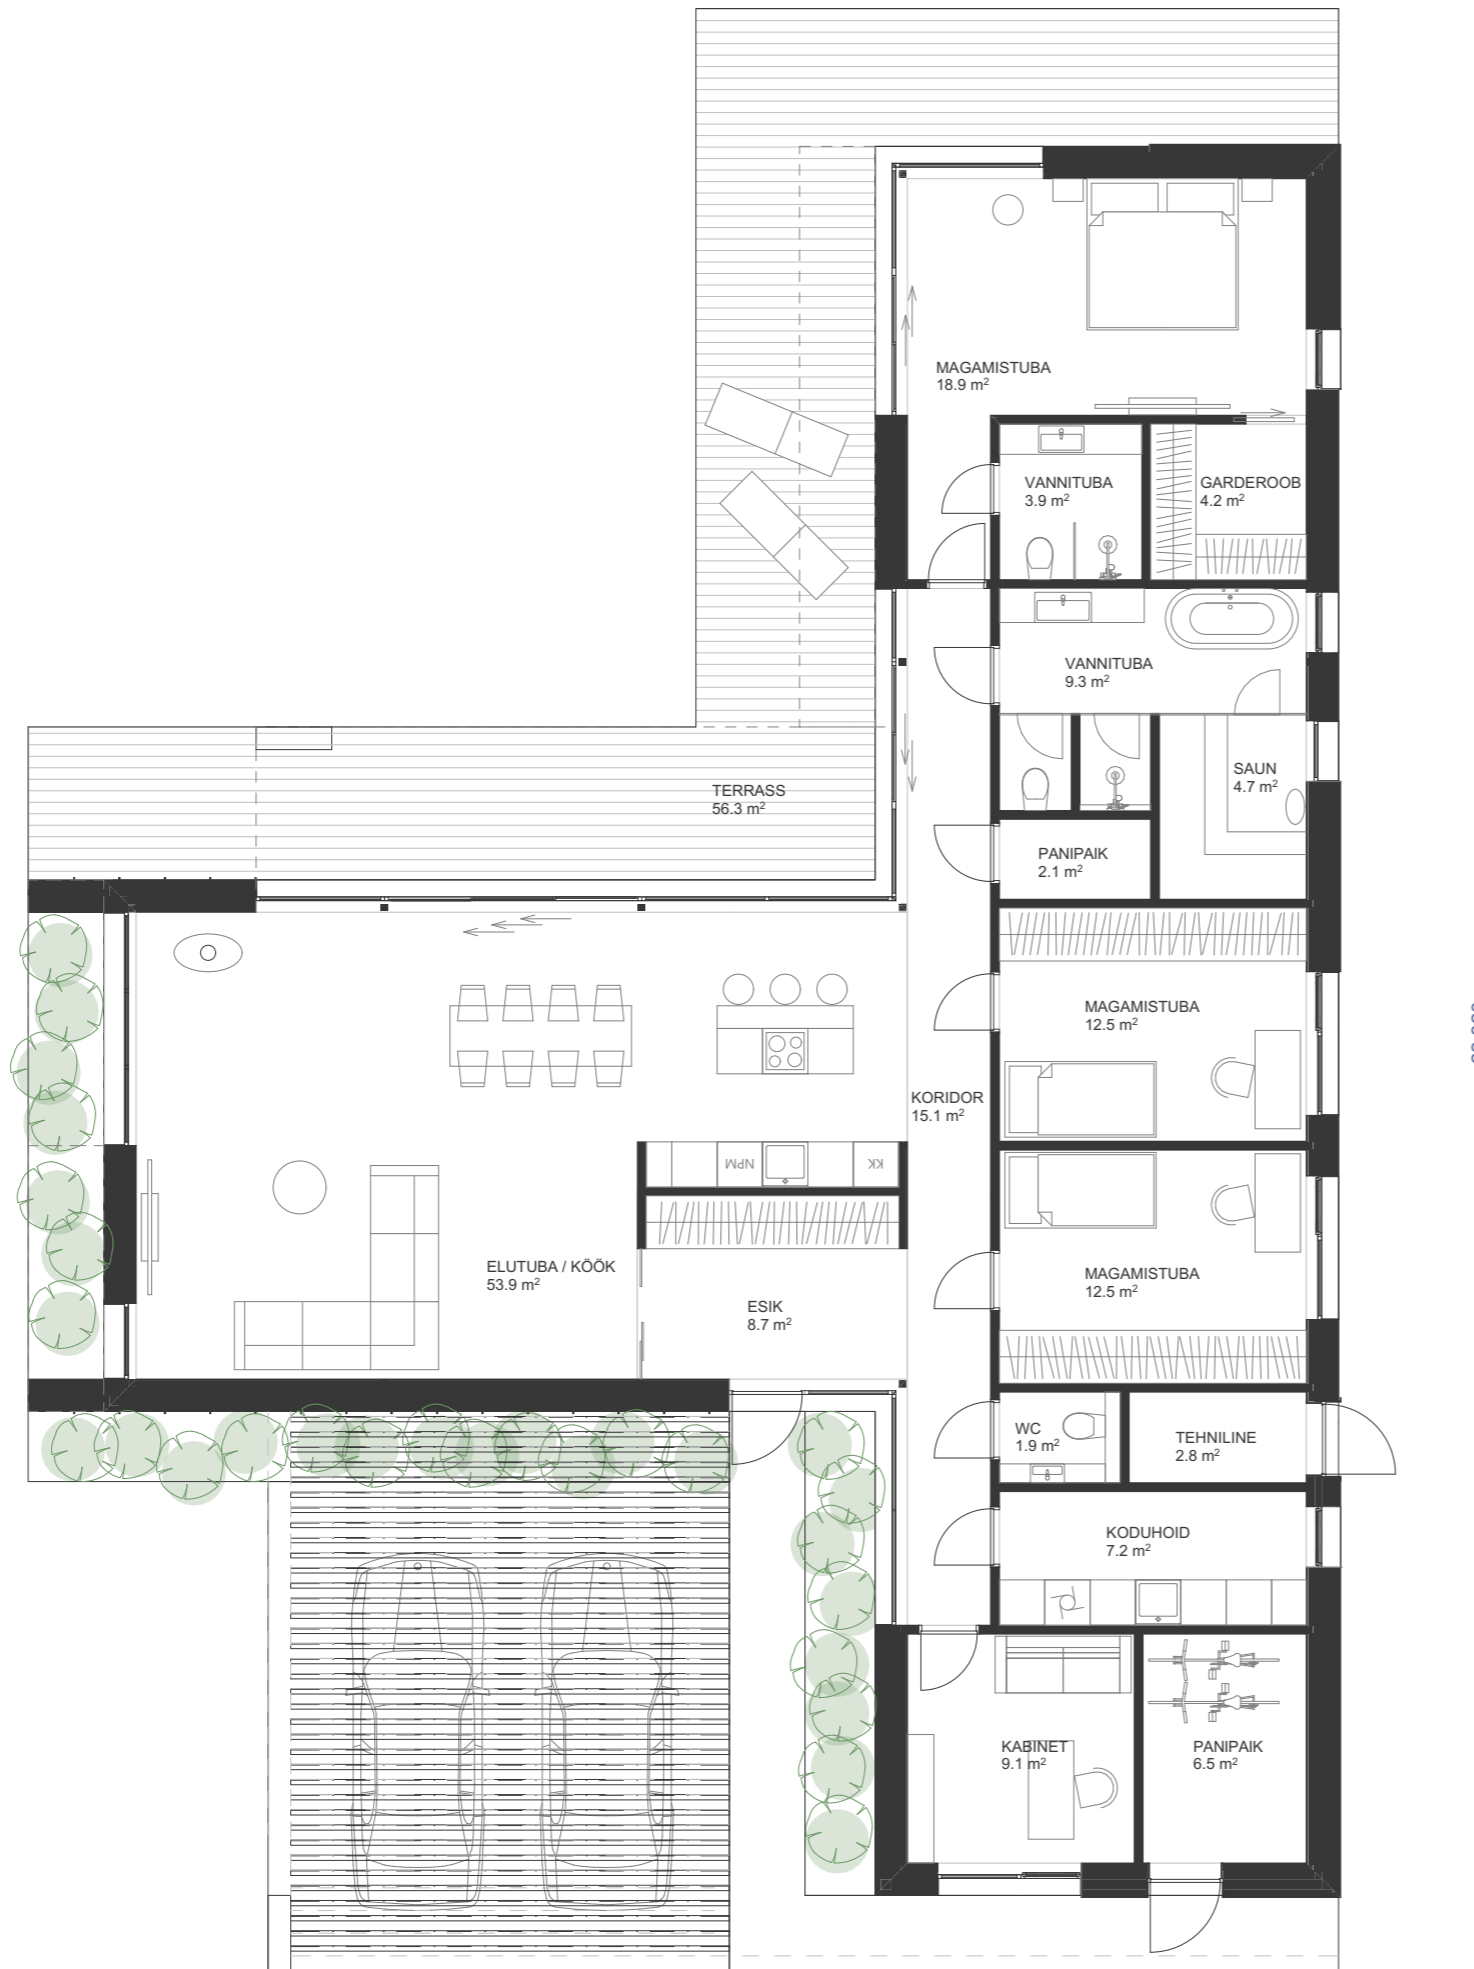 MAGAMISTUBA
18.9 m²
VANNITUBA
3.9 m²
GARDEROOB
4.2 m²
VANNITUBA
9.3 m²
SAUN
4.7 m²
TERRASS
56.3 m²
PANIPAIK
2.1 m²
MAGAMISTUBA
12.5 m²
KORIDOR
15.1 m²
NPM
KK
ELUTUBA / KÖÖK
53.9 m²
MAGAMISTUBA
12.5 m²
ESIK
8.7 m²
WC
1.9 m²
TEHNILINE
2.8 m²
KODUHOID
7.2 m²
KABINET
9.1 m²
PANIPAIK
6.5 m²